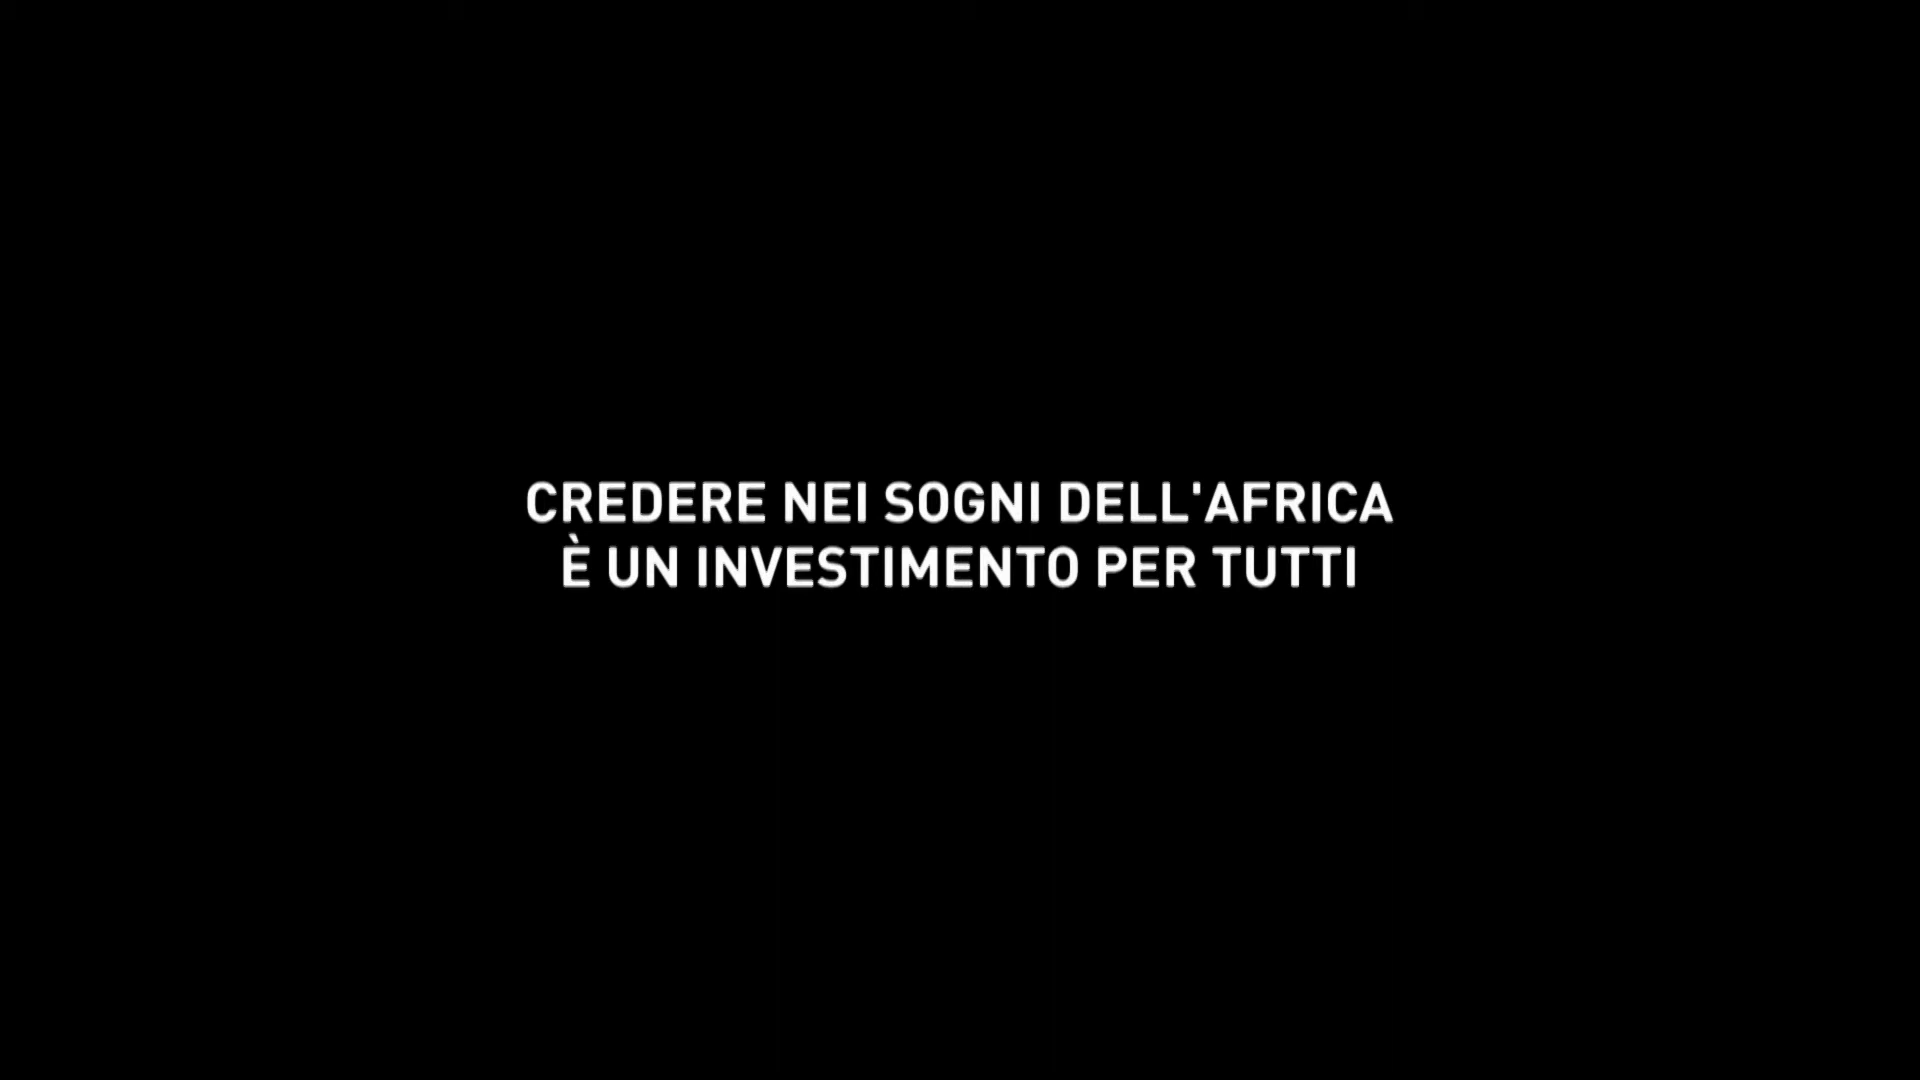 CREDERE NEI SOGNI DELL'AFRICA
È UN INVESTIMENTO PER TUTTI